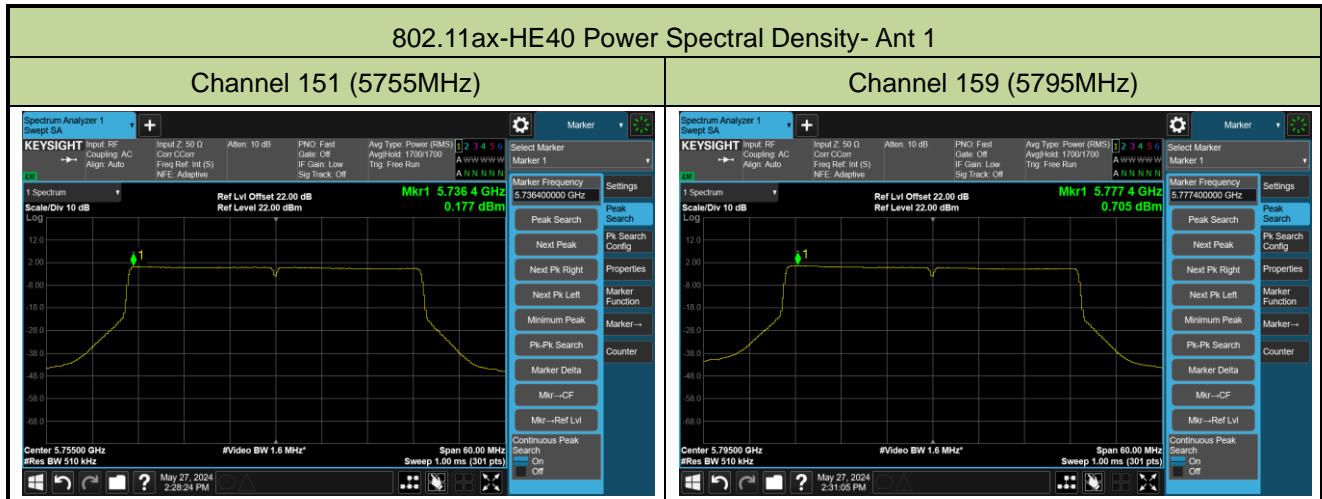 802.11ax-HE40 Power Spectral Density- Ant 1
Channel 151 (5755MHz)
Channel 159 (5795MHz)
Spectrum Analyzer 1
Swept SA
+
Marker
KEYSIGHT
Input: RF
Coupling: AC
Align: Auto
Input Z: 50 Ω
Corr CCorr
Freq Ref: Int (S)
NFE: Adaptive
Atten: 10 dB
PNO: Fast
Gate: Off
IF Gain: Low
Sig Track: Off
Avg Type: Power (RMS)
Avg|Hold: 1700/1700
Trig: Free Run
1 2 3 4 5 6
A W W W W W
A N N N N N
LXI
Select Marker
Marker 1
1 Spectrum
Scale/Div 10 dB
Log
Ref Lvl Offset 22.00 dB
Ref Level 22.00 dBm
Mkr1 5.736 4 GHz
0.177 dBm
12.0
2.00
-8.00
-18.0
-28.0
-38.0
-48.0
-58.0
-68.0
1
Center 5.75500 GHz
#Res BW 510 kHz
#Video BW 1.6 MHz*
Span 60.00 MHz
Sweep 1.00 ms (301 pts)
Marker Frequency
5.736400000 GHz
Peak Search
Next Peak
Next Pk Right
Next Pk Left
Minimum Peak
Pk-Pk Search
Marker Delta
Mkr→CF
Mkr→Ref Lvl
Continuous Peak
Search
On
Off
Settings
Peak
Search
Pk Search
Config
Properties
Marker
Function
Marker→
Counter
?
May 27, 2024
2:28:24 PM
Spectrum Analyzer 1
Swept SA
+
Marker
KEYSIGHT
Input: RF
Coupling: AC
Align: Auto
Input Z: 50 Ω
Corr CCorr
Freq Ref: Int (S)
NFE: Adaptive
Atten: 10 dB
PNO: Fast
Gate: Off
IF Gain: Low
Sig Track: Off
Avg Type: Power (RMS)
Avg|Hold: 1700/1700
Trig: Free Run
1 2 3 4 5 6
A W W W W W
A N N N N N
LXI
Select Marker
Marker 1
1 Spectrum
Scale/Div 10 dB
Log
Ref Lvl Offset 22.00 dB
Ref Level 22.00 dBm
Mkr1 5.777 4 GHz
0.705 dBm
12.0
2.00
-8.00
-18.0
-28.0
-38.0
-48.0
-58.0
-68.0
1
Center 5.79500 GHz
#Res BW 510 kHz
#Video BW 1.6 MHz*
Span 60.00 MHz
Sweep 1.00 ms (301 pts)
Marker Frequency
5.777400000 GHz
Peak Search
Next Peak
Next Pk Right
Next Pk Left
Minimum Peak
Pk-Pk Search
Marker Delta
Mkr→CF
Mkr→Ref Lvl
Continuous Peak
Search
On
Off
Settings
Peak
Search
Pk Search
Config
Properties
Marker
Function
Marker→
Counter
?
May 27, 2024
2:31:05 PM